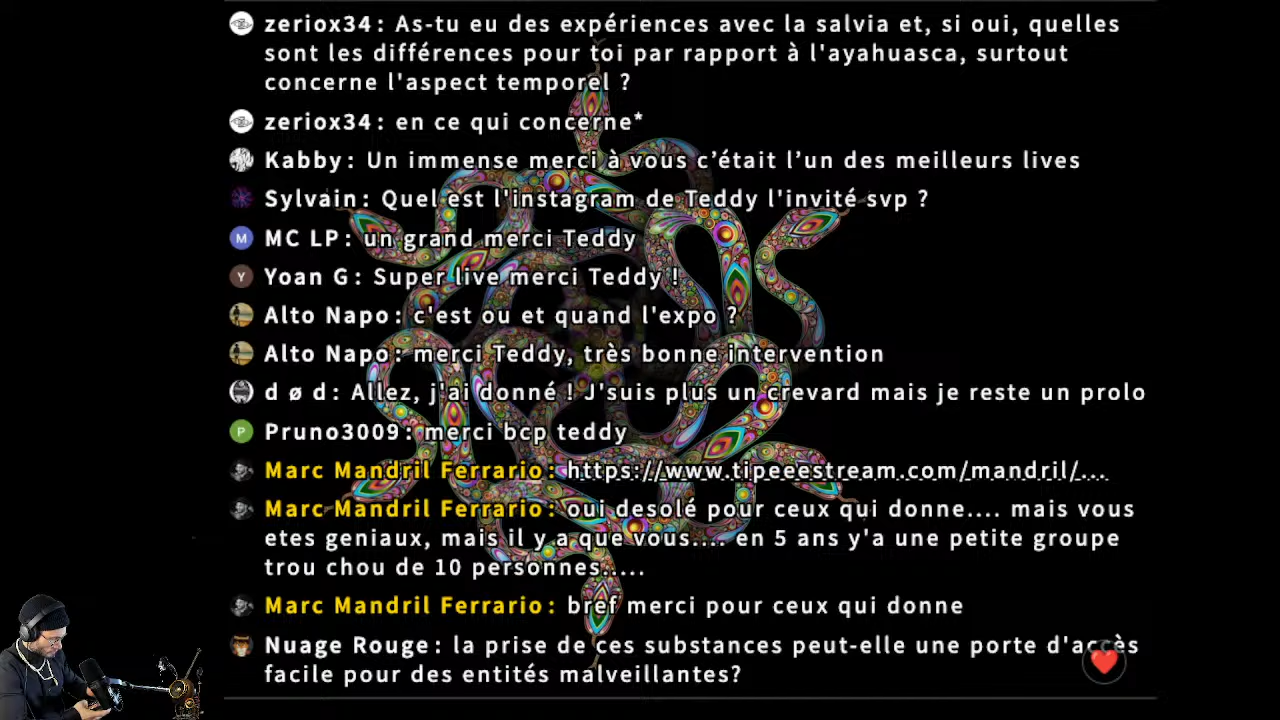 zeriox34: As-tu eu des expériences avec la salvia et, si oui, quelles
sont les différences pour toi par rapport à l'ayahuasca, surtout
concerne l'aspect temporel ?
zeriox34: en ce qui concerne*
Kabby: Un immense merci à vous c’était l’un des meilleurs lives
Sylvain: Quel est l'instagram de Teddy l'invité svp ?
M MC LP: un grand merci Teddy
Y Yoan G: Super live merci Teddy !
Alto Napo: c'est ou et quand l'expo ?
Alto Napo: merci Teddy, très bonne intervention
d ø d: Allez, j'ai donné ! J'suis plus un crevard mais je reste un prolo
P Pruno3009: merci bcp teddy
Marc Mandril Ferrario: https://www.tipeeestream.com/mandril/...
Marc Mandril Ferrario: oui desolé pour ceux qui donne.... mais vous
etes geniaux, mais il y a que vous.... en 5 ans y'a une petite groupe
trou chou de 10 personnes.....
Marc Mandril Ferrario: bref merci pour ceux qui donne
Nuage Rouge: la prise de ces substances peut-elle une porte d'accès
facile pour des entités malveillantes?